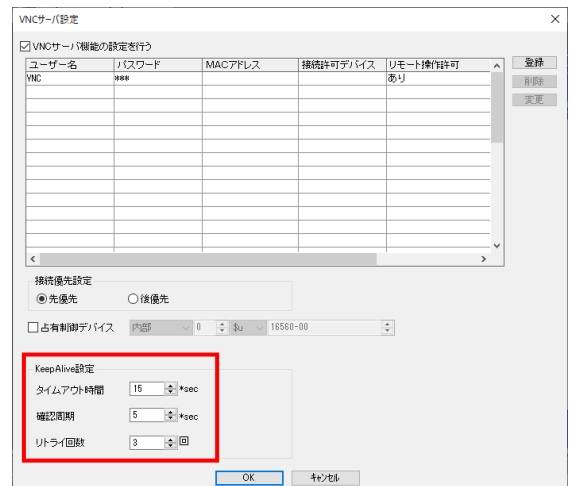 VNCサーバ設定
VNCサーバ機能の設定を行う
ユーザー名 パスワード MACアドレス 接続許可デバイス リモート操作許可
VNC *** あり
登録
削除
変更
接続優先設定
先優先 後優先
占有制御デバイス 内部 0 $u 16560-00
KeepAlive設定
タイムアウト時間 15 *sec
確認周期 5 *sec
リトライ回数 3 回
OK キャンセル